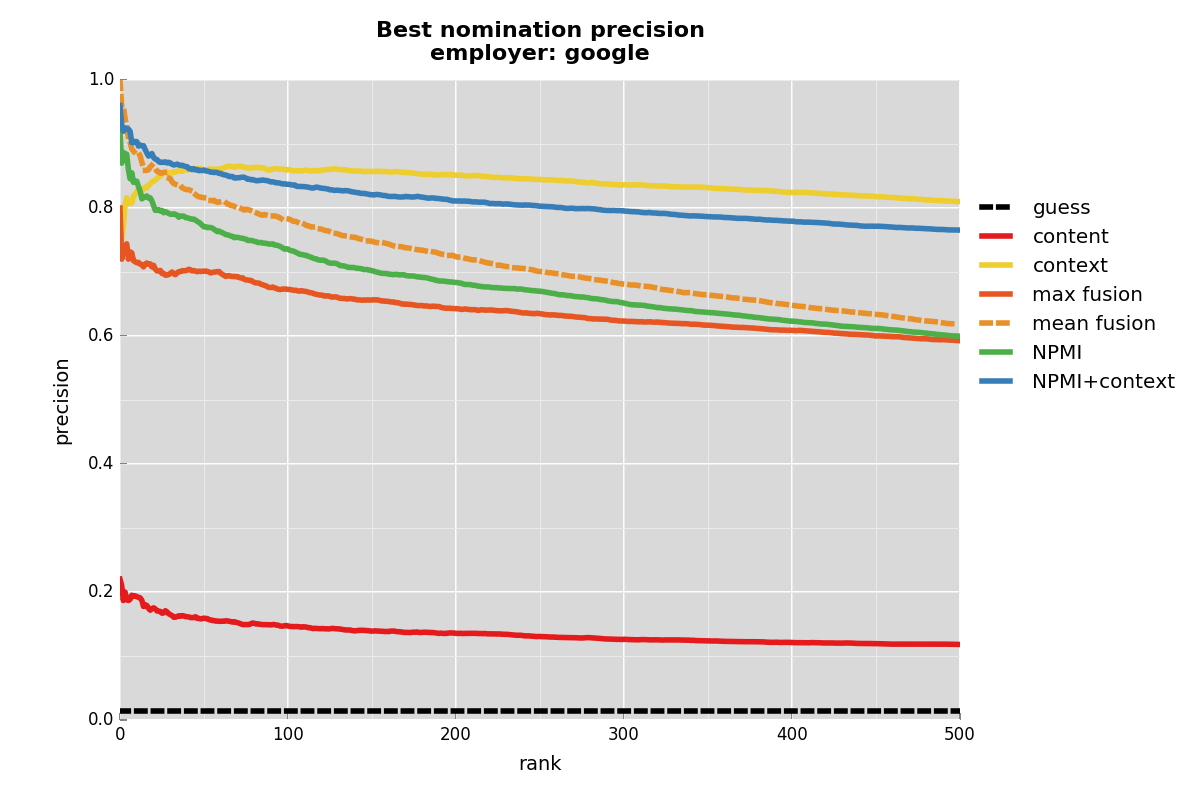 Best nomination precision
employer: google
precision
1.0
0.8
0.6
0.4
0.2
0.0
0 100 200 300 400 500
rank
guess
content
context
max fusion
mean fusion
NPMI
NPMI+context